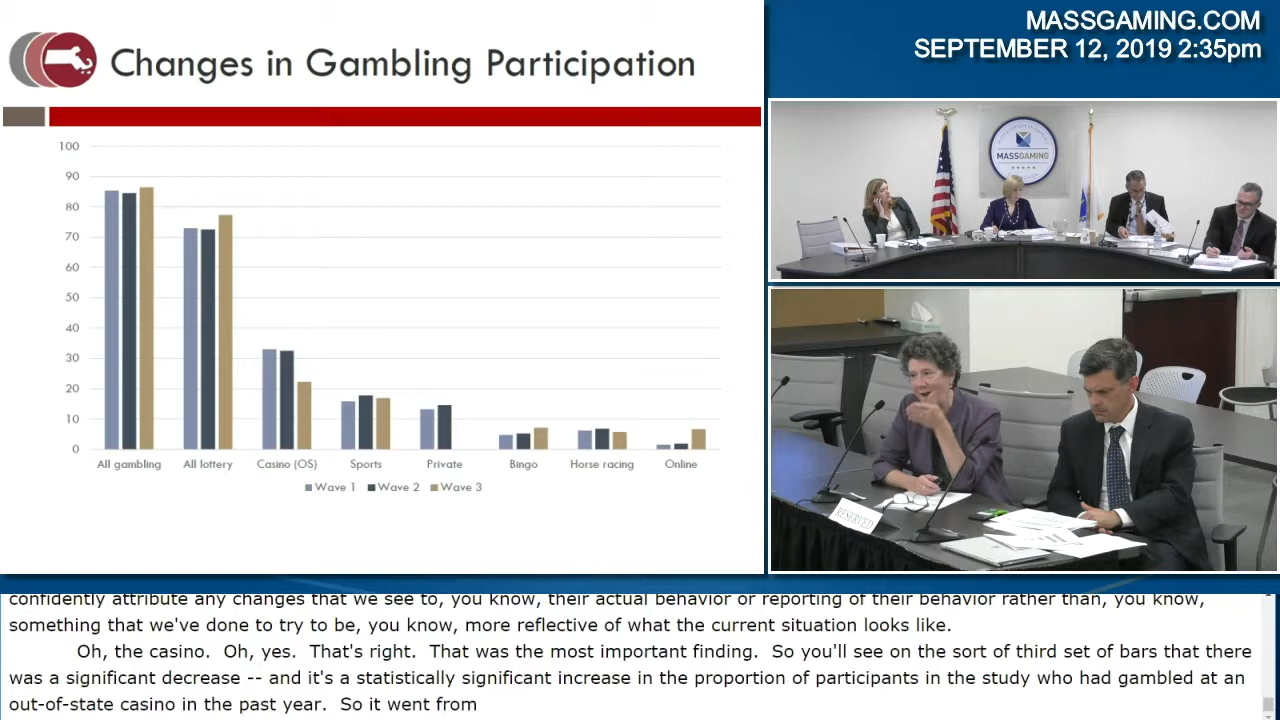 MASSGAMING.COM
SEPTEMBER 12, 2019 2:35pm
Changes in Gambling Participation
100
90
80
70
60
50
40
30
20
10
0
All gambling All lottery Casino (OS) Sports Private Bingo Horse racing Online
Wave 1 Wave 2 Wave 3
MASSGAMING
RESERVED
confidently attribute any changes that we see to, you know, their actual behavior or reporting of their behavior rather than, you know,
something that we've done to try to be, you know, more reflective of what the current situation looks like.
Oh, the casino. Oh, yes. That's right. That was the most important finding. So you'll see on the sort of third set of bars that there
was a significant decrease -- and it's a statistically significant increase in the proportion of participants in the study who had gambled at an
out-of-state casino in the past year. So it went from